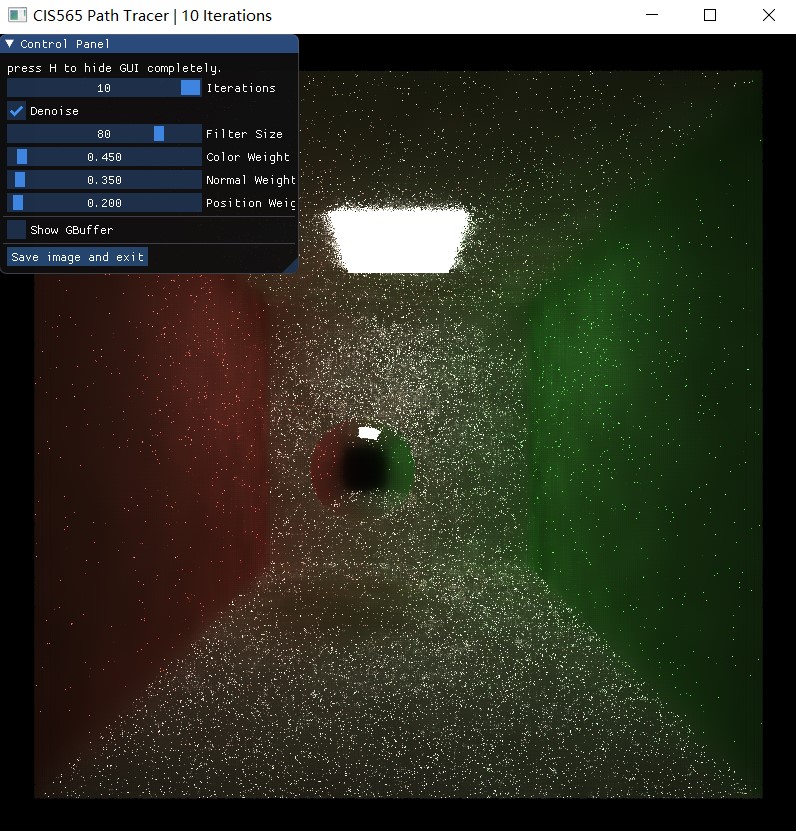 CIS565 Path Tracer | 10 Iterations
Control Panel
press H to hide GUI completely.
10 Iterations
Denoise
80 Filter Size
0.450 Color Weight
0.350 Normal Weight
0.200 Position Weig
Show GBuffer
Save image and exit